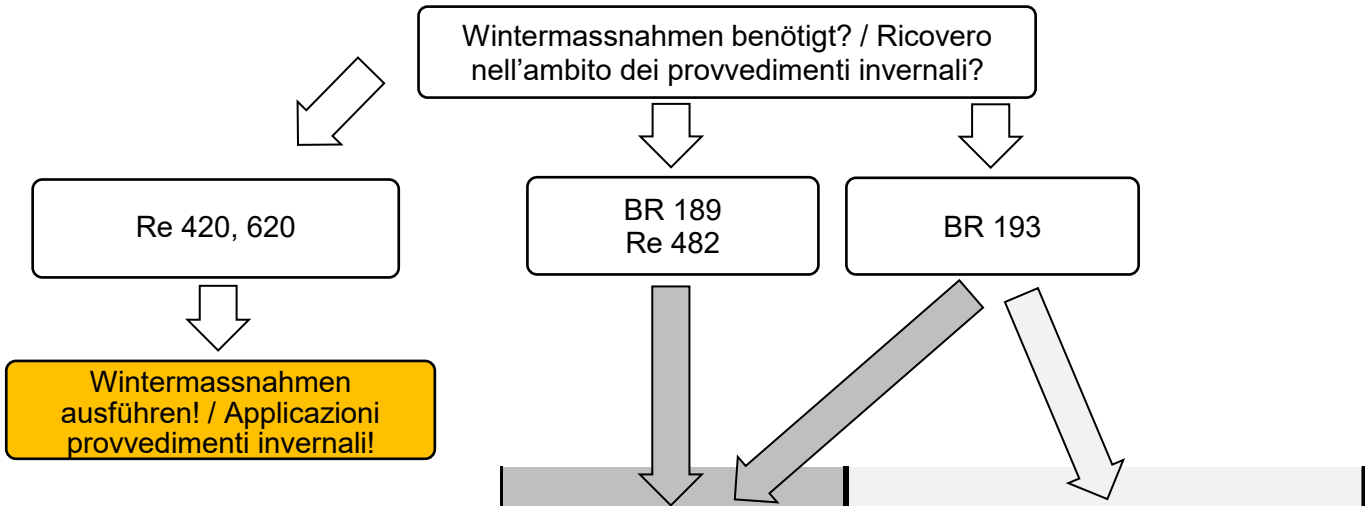 Wintermassnahmen benötigt? / Ricovero
nell’ambito dei provvedimenti invernali?
Re 420, 620
BR 189
Re 482
BR 193
Wintermassnahmen
ausführen! / Applicazioni
provvedimenti invernali!